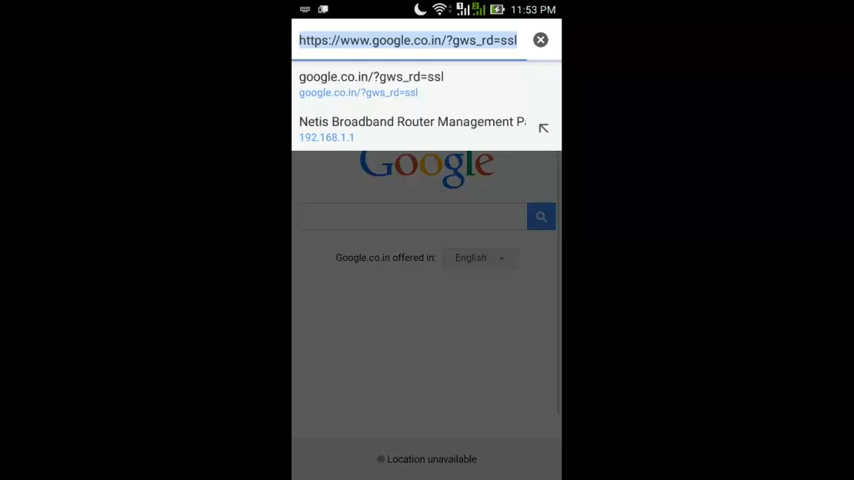 11:53 PM
https://www.google.co.in/?gws_rd=ssl
google.co.in/?gws_rd=ssl
google.co.in/?gws_rd=ssl
Netis Broadband Router Management Pa
192.168.1.1
Google
Google.co.in offered in: English
Location unavailable